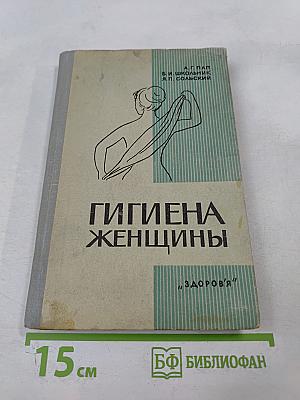 А. Г. ПАП
Б. И. ШКОЛЬНИК
Я. П. СОЛЬСКИЙ
ГИГИЕНА
ЖЕНЩИНЫ
„ЗДОРОВ'Я"
15 см
БФ БИБЛИОФАН